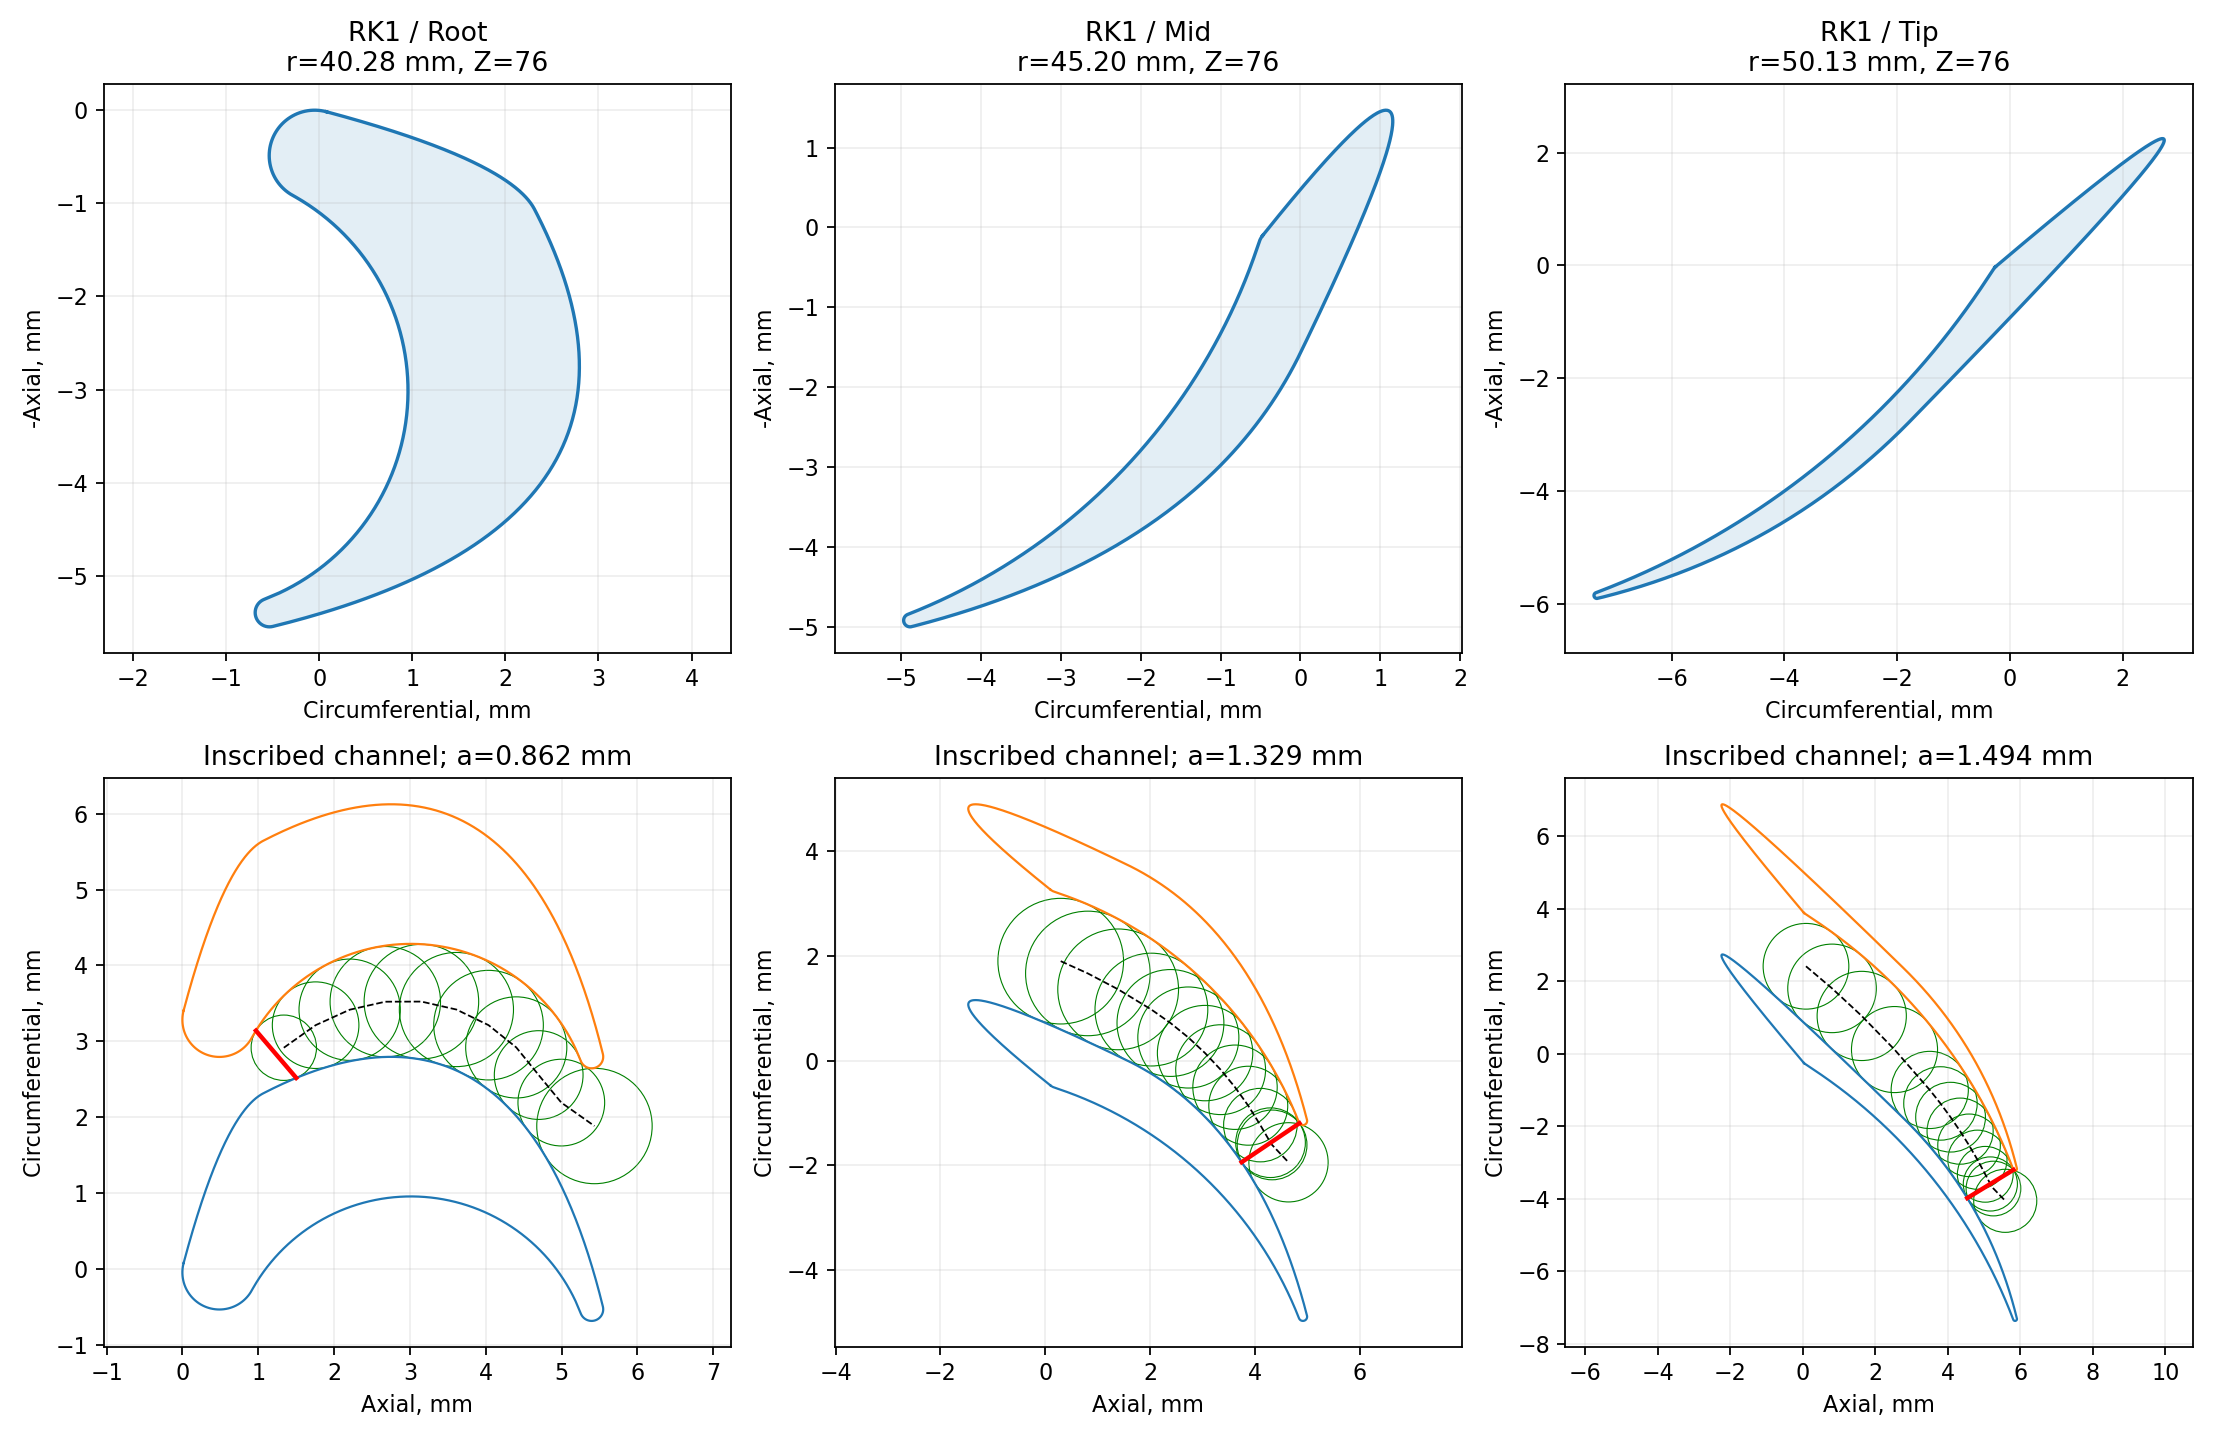 RK1 / Root
r=40.28 mm, Z=76
0
−1
−2
−3
−4
−5
-Axial, mm
−2 −1 0 1 2 3 4
Circumferential, mm
RK1 / Mid
r=45.20 mm, Z=76
1
0
−1
−2
−3
−4
−5
-Axial, mm
−5 −4 −3 −2 −1 0 1 2
Circumferential, mm
RK1 / Tip
r=50.13 mm, Z=76
2
0
−2
−4
−6
-Axial, mm
−6 −4 −2 0 2
Circumferential, mm
Inscribed channel; a=0.862 mm
6
5
4
3
2
1
0
−1
Circumferential, mm
−1 0 1 2 3 4 5 6 7
Axial, mm
Inscribed channel; a=1.329 mm
4
2
0
−2
−4
Circumferential, mm
−4 −2 0 2 4 6
Axial, mm
Inscribed channel; a=1.494 mm
6
4
2
0
−2
−4
−6
−8
Circumferential, mm
−6 −4 −2 0 2 4 6 8 10
Axial, mm